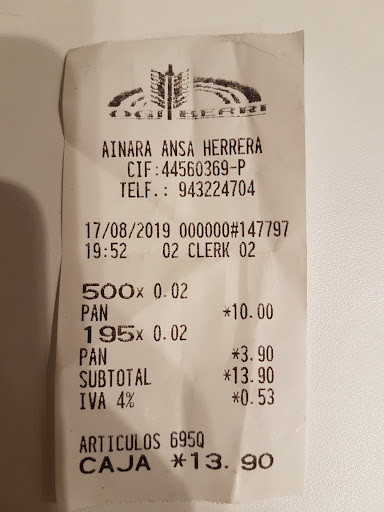 OGI BERRI
AINARA ANSA HERRERA
CIF:44560369-P
TELF.: 943224704
17/08/2019 000000#147797
19:52 02 CLERK 02
500x 0.02
PAN *10.00
195x 0.02
PAN *3.90
SUBTOTAL *13.90
IVA 4% *0.53
ARTICULOS 695Q
CAJA *13.90